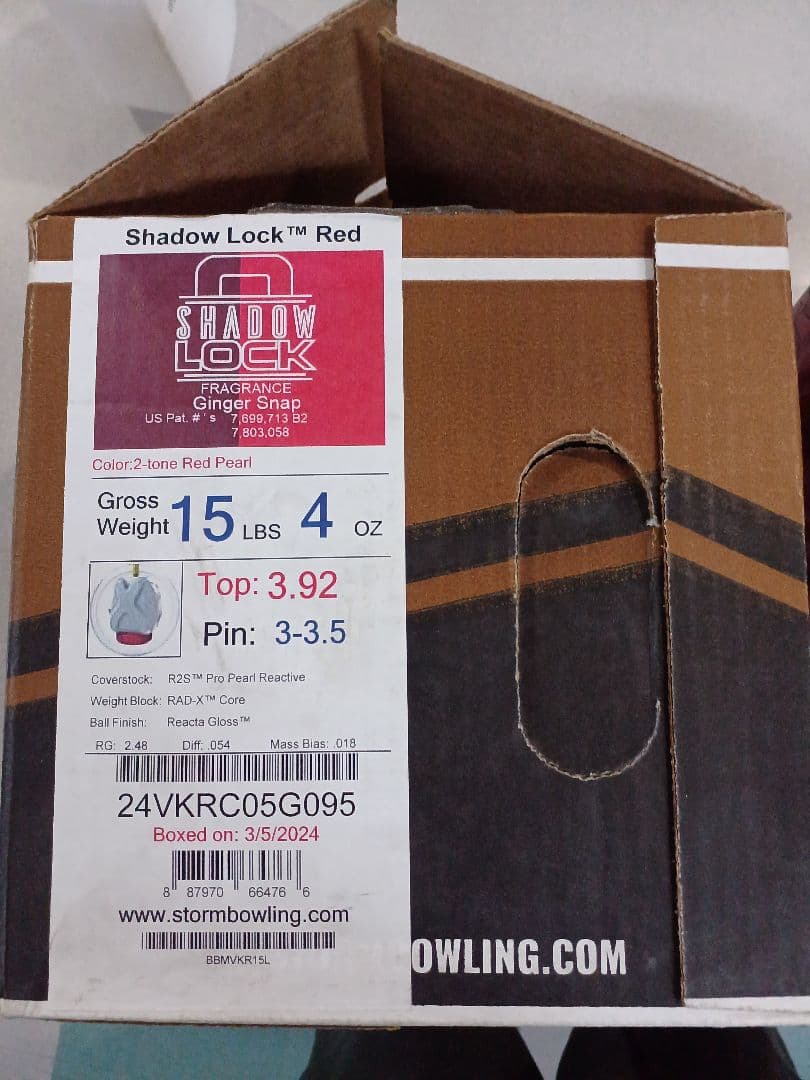 Shadow Lock™ Red
SHADOW
LOCK
FRAGRANCE
Ginger Snap
US Pat. #'s 7,699,713 B2
7,803,058
Color:2-tone Red Pearl
Gross Weight 15 LBS 4 OZ
Top: 3.92
Pin: 3-3.5
Coverstock: R2S™ Pro Pearl Reactive
Weight Block: RAD-X™ Core
Ball Finish: Reacta Gloss™
RG: 2.48 Diff: .054 Mass Bias: .018
24VKRC05G095
Boxed on: 3/5/2024
8 87970 66476 6
www.stormbowling.com
BBMVKR15L
OWLING.COM